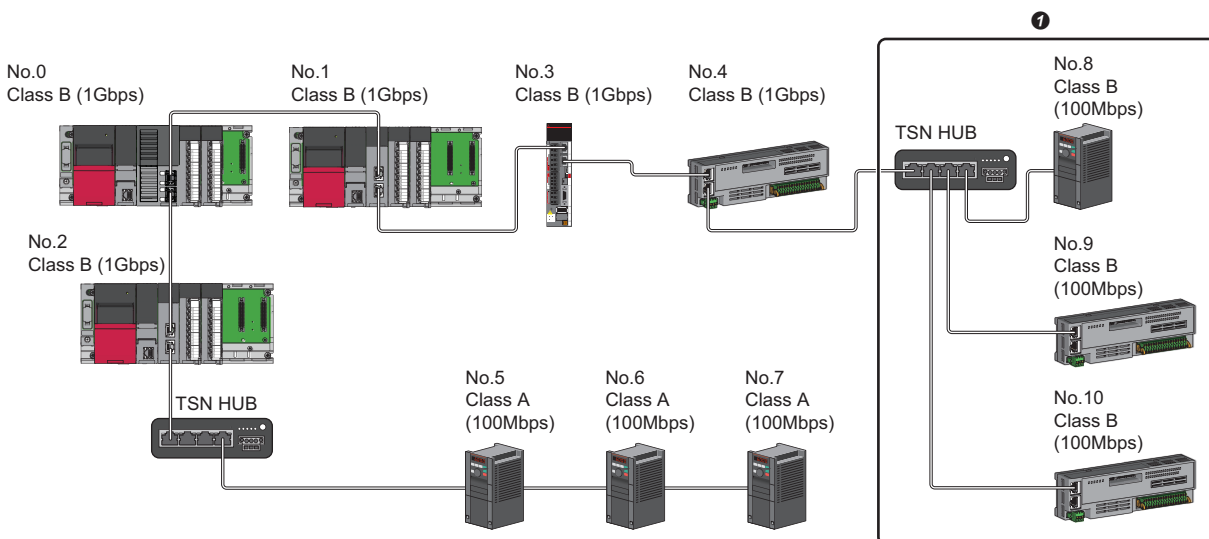 ❶
No.0
Class B (1Gbps)
No.1
Class B (1Gbps)
No.3
Class B (1Gbps)
No.4
Class B (1Gbps)
No.8
Class B
(100Mbps)
TSN HUB
No.2
Class B (1Gbps)
No.9
Class B
(100Mbps)
TSN HUB
No.5
Class A
(100Mbps)
No.6
Class A
(100Mbps)
No.7
Class A
(100Mbps)
No.10
Class B
(100Mbps)